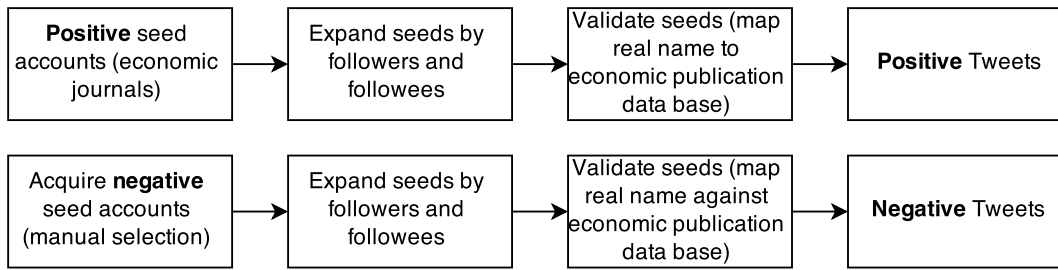 Positive seed
accounts (economic
journals)
Expand seeds by
followers and
followees
Validate seeds (map
real name to
economic publication
data base)
Positive Tweets
Acquire negative
seed accounts
(manual selection)
Expand seeds by
followers and
followees
Validate seeds (map
real name against
economic publication
data base)
Negative Tweets